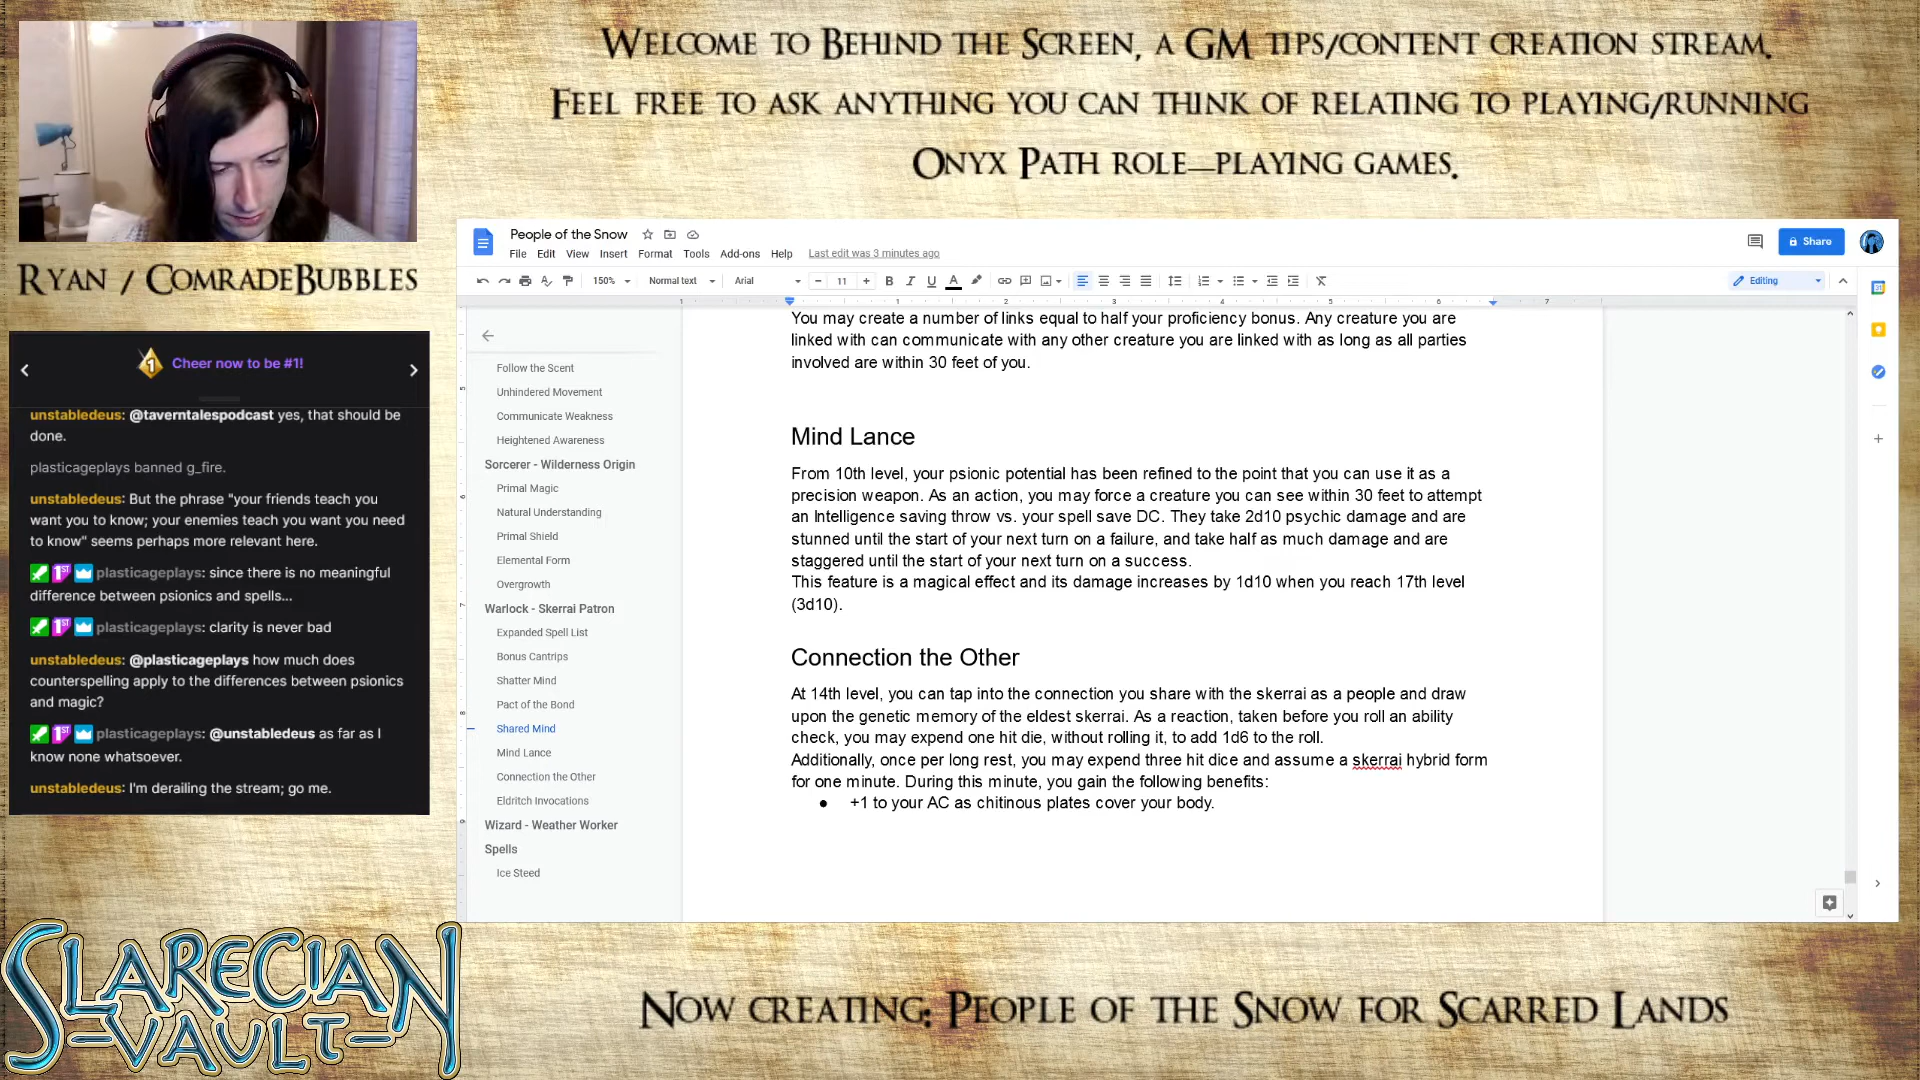 Welcome to Behind the Screen, a GM tips/content creation stream.
Feel free to ask anything you can think of relating to playing/running
Onyx Path role—playing games.
Ryan / ComradeBubbles
Cheer now to be #1!
unstabledeus: @taverntalespodcast yes, that should be
done.
plasticageplays banned g_fire.
unstabledeus: But the phrase "your friends teach you
want you to know; your enemies teach you want you need
to know" seems perhaps more relevant here.
plasticageplays: since there is no meaningful
difference between psionics and spells...
plasticageplays: clarity is never bad
unstabledeus: @plasticageplays how much does
counterspelling apply to the differences between psionics
and magic?
plasticageplays: @unstabledeus as far as I
know none whatsoever.
unstabledeus: I'm derailing the stream; go me.
Slarecian
Vault
People of the Snow
Share
File Edit View Insert Format Tools Add-ons Help Last edit was 3 minutes ago
150% Normal text Arial 11 B I U A Editing
1 1 2 3 4 5 6 7
Follow the Scent
Unhindered Movement
Communicate Weakness
Heightened Awareness
Sorcerer - Wilderness Origin
Primal Magic
Natural Understanding
Primal Shield
Elemental Form
Overgrowth
Warlock - Skerrai Patron
Expanded Spell List
Bonus Cantrips
Shatter Mind
Pact of the Bond
Shared Mind
Mind Lance
Connection the Other
Eldritch Invocations
Wizard - Weather Worker
Spells
Ice Steed
You may create a number of links equal to half your proficiency bonus. Any creature you are
linked with can communicate with any other creature you are linked with as long as all parties
involved are within 30 feet of you.
Mind Lance
From 10th level, your psionic potential has been refined to the point that you can use it as a
precision weapon. As an action, you may force a creature you can see within 30 feet to attempt
an Intelligence saving throw vs. your spell save DC. They take 2d10 psychic damage and are
stunned until the start of your next turn on a failure, and take half as much damage and are
staggered until the start of your next turn on a success.
This feature is a magical effect and its damage increases by 1d10 when you reach 17th level
(3d10).
Connection the Other
At 14th level, you can tap into the connection you share with the skerrai as a people and draw
upon the genetic memory of the eldest skerrai. As a reaction, taken before you roll an ability
check, you may expend one hit die, without rolling it, to add 1d6 to the roll.
Additionally, once per long rest, you may expend three hit dice and assume a skerrai hybrid form
for one minute. During this minute, you gain the following benefits:
● +1 to your AC as chitinous plates cover your body.
Now creating: People of the Snow for Scarred Lands